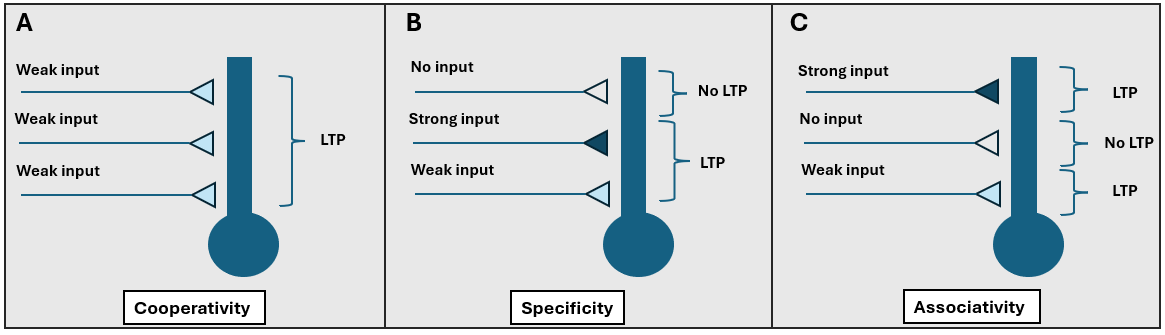 A
Weak input
Weak input
Weak input
LTP
Cooperativity
B
No input
Strong input
Weak input
No LTP
LTP
Specificity
C
Strong input
No input
Weak input
LTP
No LTP
LTP
Associativity